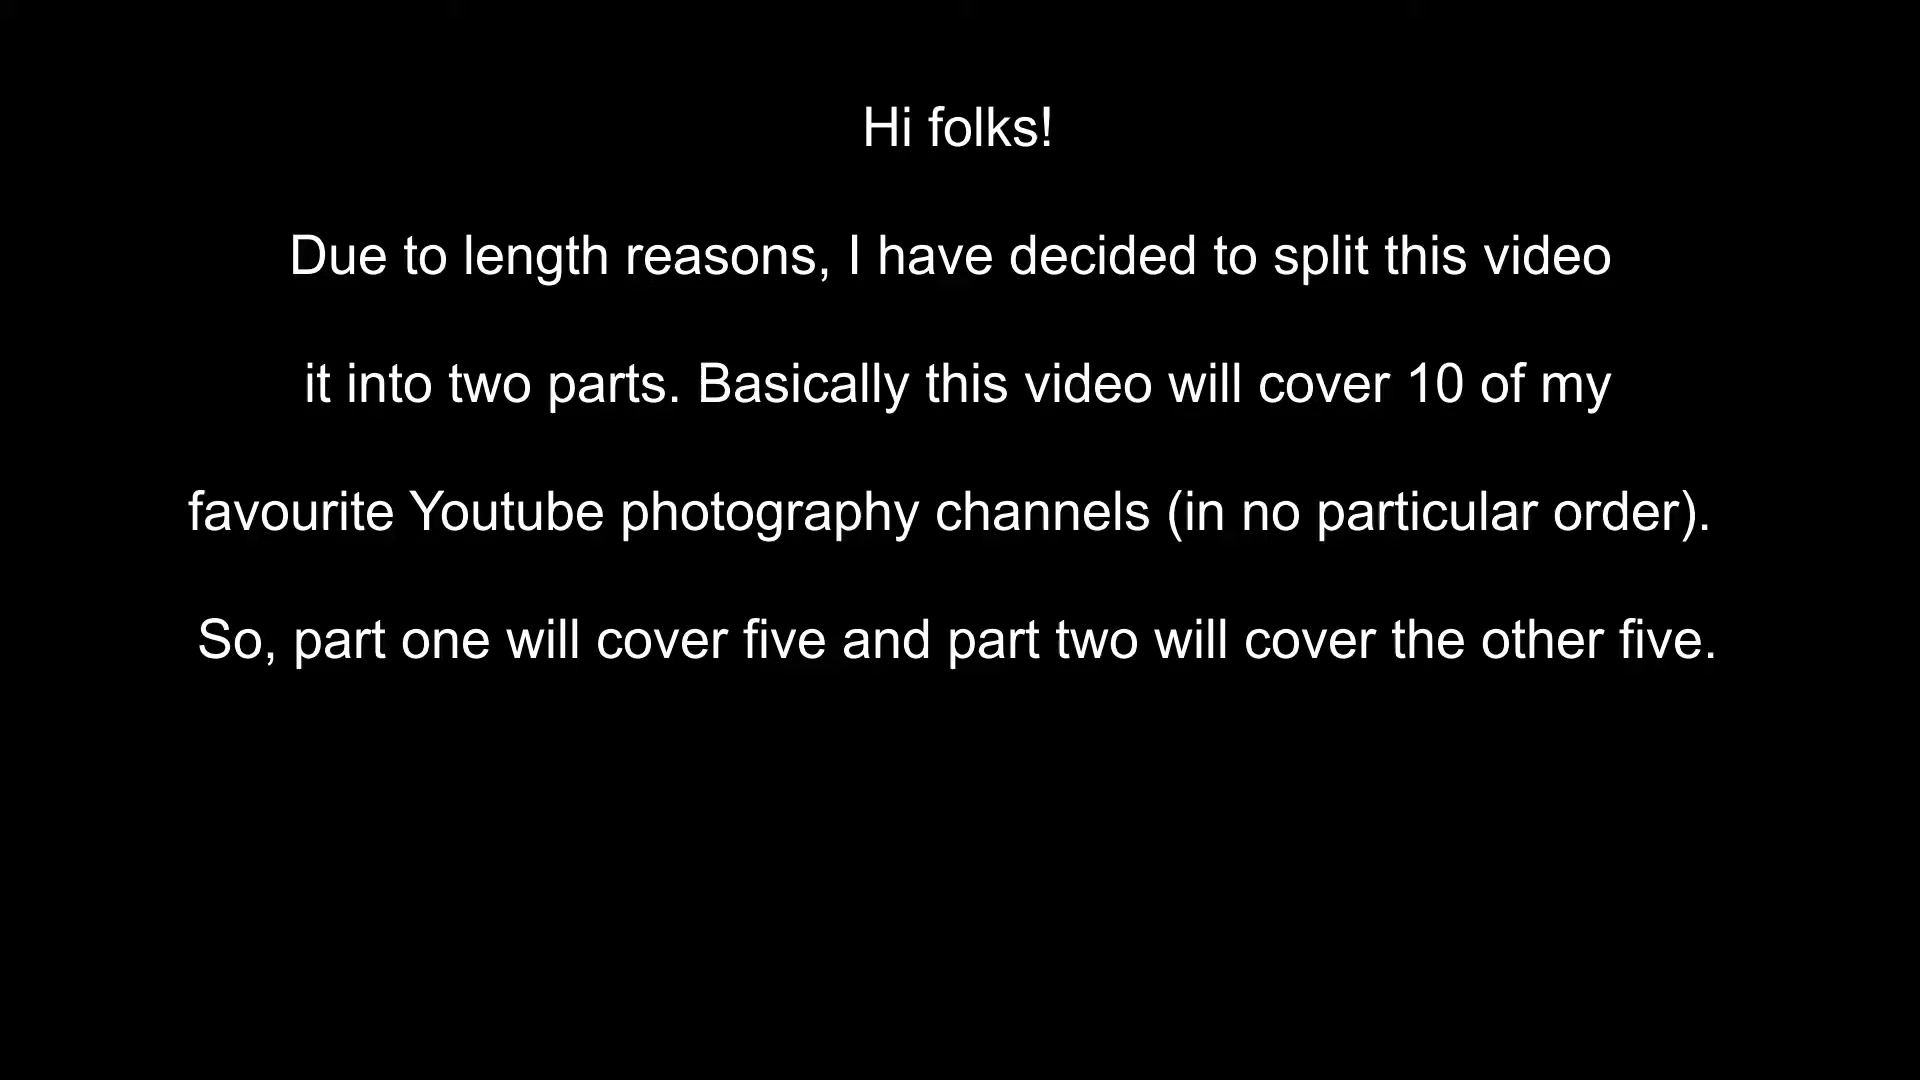 Hi folks!
Due to length reasons, I have decided to split this video
it into two parts. Basically this video will cover 10 of my
favourite Youtube photography channels (in no particular order).
So, part one will cover five and part two will cover the other five.